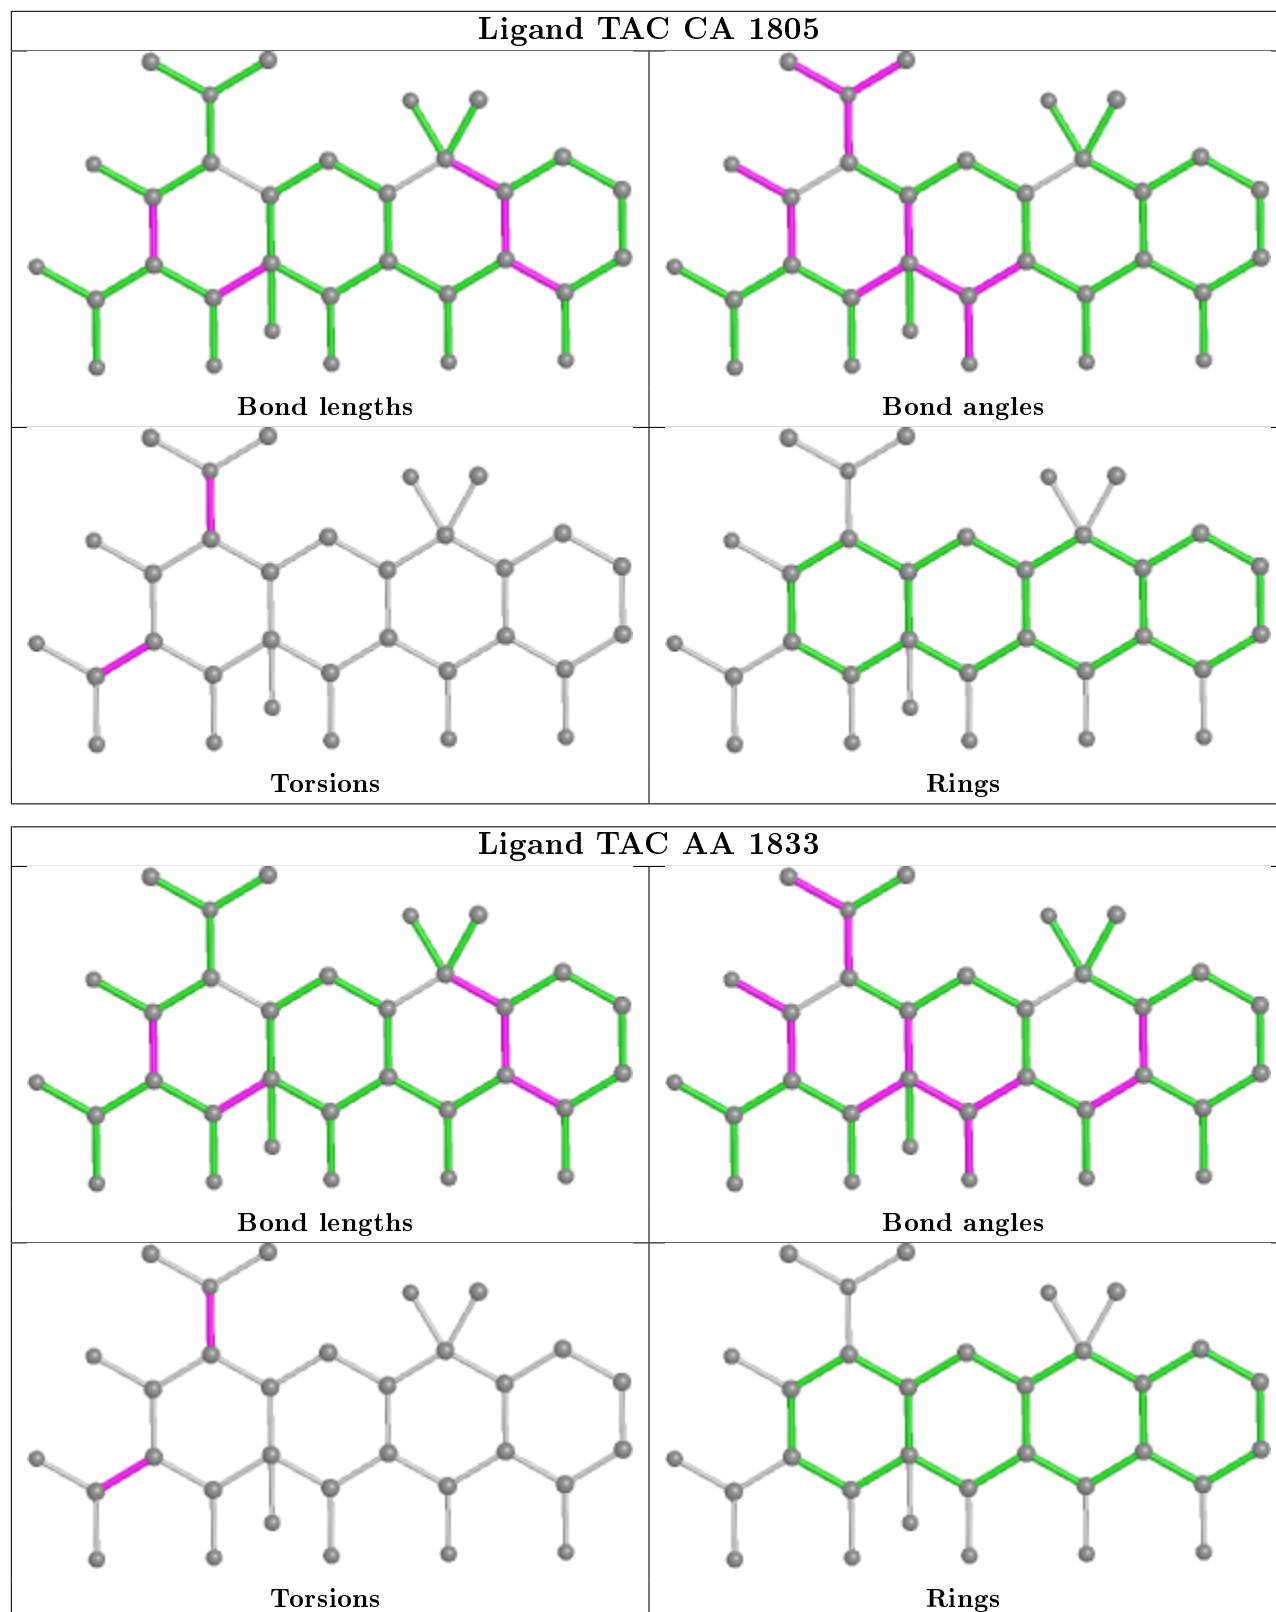 Ligand TAC CA 1805
Bond lengths
Bond angles
Torsions
Rings
Ligand TAC AA 1833
Bond lengths
Bond angles
Torsions
Rings